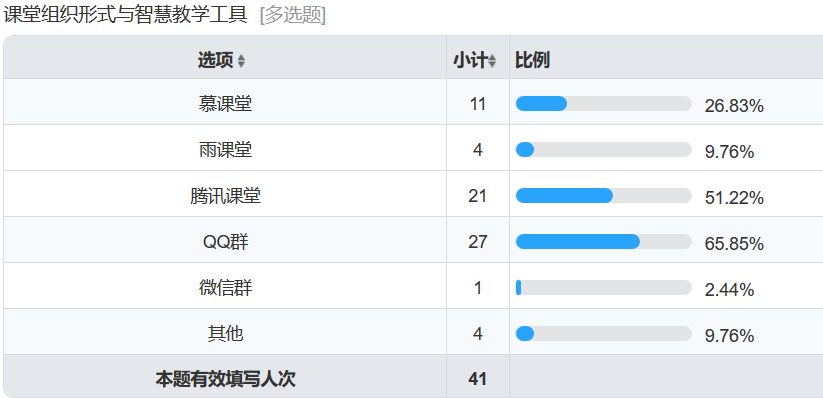 课堂组织形式与智慧教学工具 [多选题]
选项 小计 比例
慕课堂 11 26.83%
雨课堂 4 9.76%
腾讯课堂 21 51.22%
QQ群 27 65.85%
微信群 1 2.44%
其他 4 9.76%
本题有效填写人次 41